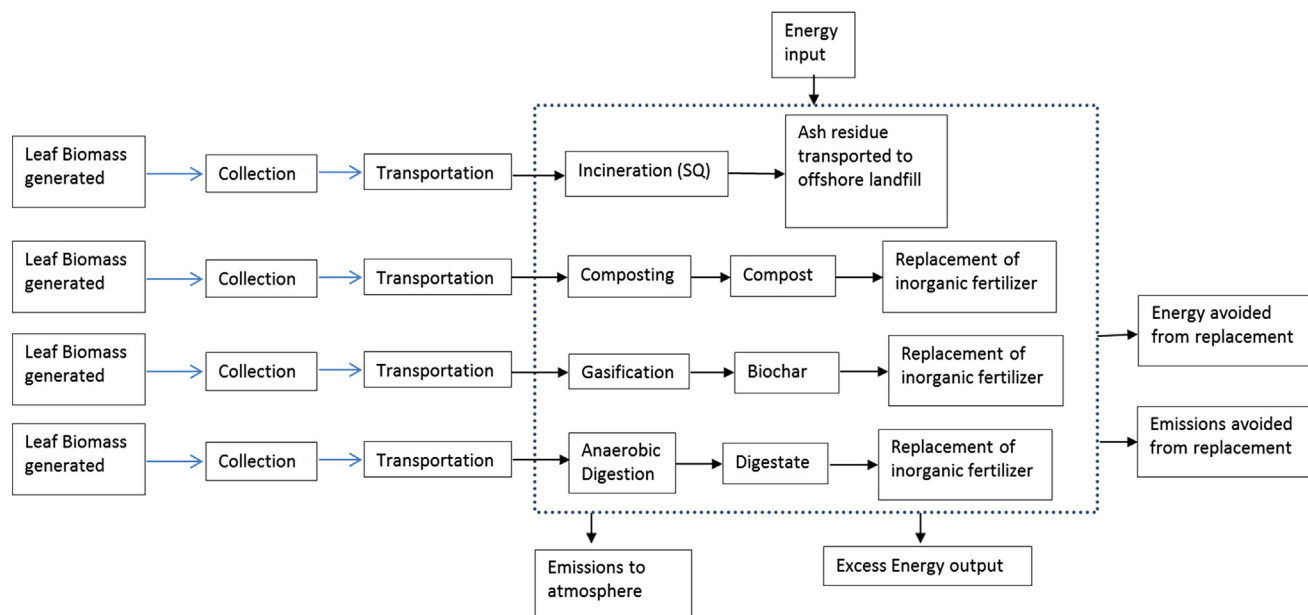 Energy
input
Leaf Biomass
generated
Collection
Transportation
Incineration (SQ)
Ash residue
transported to
offshore landfill
Leaf Biomass
generated
Collection
Transportation
Composting
Compost
Replacement of
inorganic fertilizer
Leaf Biomass
generated
Collection
Transportation
Gasification
Biochar
Replacement of
inorganic fertilizer
Leaf Biomass
generated
Collection
Transportation
Anaerobic
Digestion
Digestate
Replacement of
inorganic fertilizer
Energy avoided
from replacement
Emissions avoided
from replacement
Emissions to
atmosphere
Excess Energy output